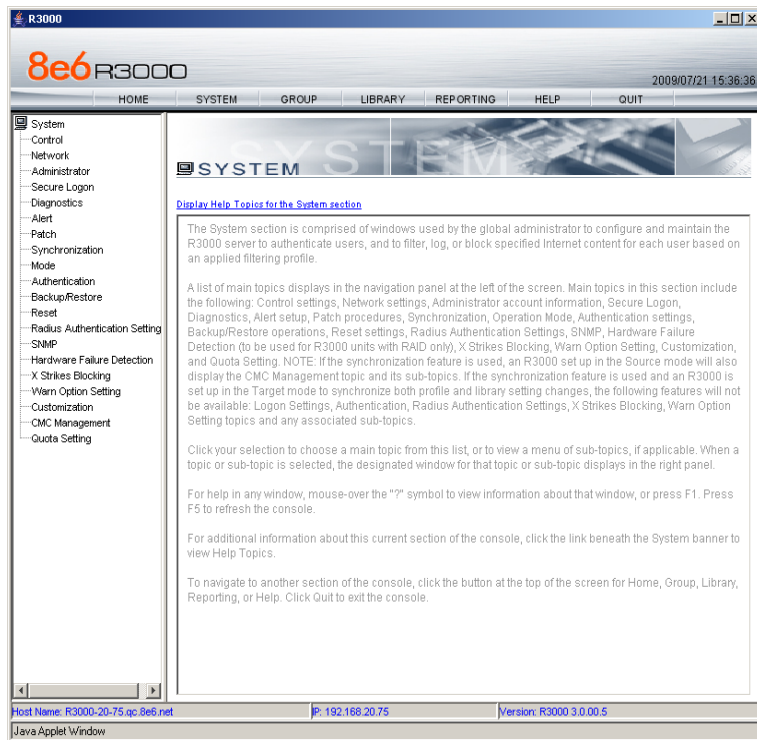 R3000
8e6 R3000
2009/07/21 15:36:36
HOME SYSTEM GROUP LIBRARY REPORTING HELP QUIT
System
Control
Network
Administrator
Secure Logon
Diagnostics
Alert
Patch
Synchronization
Mode
Authentication
Backup/Restore
Reset
Radius Authentication Setting
SNMP
Hardware Failure Detection
X Strikes Blocking
Warn Option Setting
Customization
CMC Management
Quota Setting
SYSTEM
SYSTEM
Display Help Topics for the System section
The System section is comprised of windows used by the global administrator to configure and maintain the
R3000 server to authenticate users, and to filter, log, or block specified Internet content for each user based on
an applied filtering profile.
A list of main topics displays in the navigation panel at the left of the screen. Main topics in this section include
the following: Control settings, Network settings, Administrator account information, Secure Logon,
Diagnostics, Alert setup, Patch procedures, Synchronization, Operation Mode, Authentication settings,
Backup/Restore operations, Reset settings, Radius Authentication Settings, SNMP, Hardware Failure
Detection (to be used for R3000 units with RAID only), X Strikes Blocking, Warn Option Setting, Customization,
and Quota Setting. NOTE: If the synchronization feature is used, an R3000 set up in the Source mode will also
display the CMC Management topic and its sub-topics. If the synchronization feature is used and an R3000 is
set up in the Target mode to synchronize both profile and library setting changes, the following features will not
be available: Logon Settings, Authentication, Radius Authentication Settings, X Strikes Blocking, Warn Option
Setting topics and any associated sub-topics.
Click your selection to choose a main topic from this list, or to view a menu of sub-topics, if applicable. When a
topic or sub-topic is selected, the designated window for that topic or sub-topic displays in the right panel.
For help in any window, mouse-over the "?" symbol to view information about that window, or press F1. Press
F5 to refresh the console.
For additional information about this current section of the console, click the link beneath the System banner to
view Help Topics.
To navigate to another section of the console, click the button at the top of the screen for Home, Group, Library,
Reporting, or Help. Click Quit to exit the console.
Host Name: R3000-20-75.qc.8e6.net IP: 192.168.20.75 Version: R3000 3.0.00.5
Java Applet Window